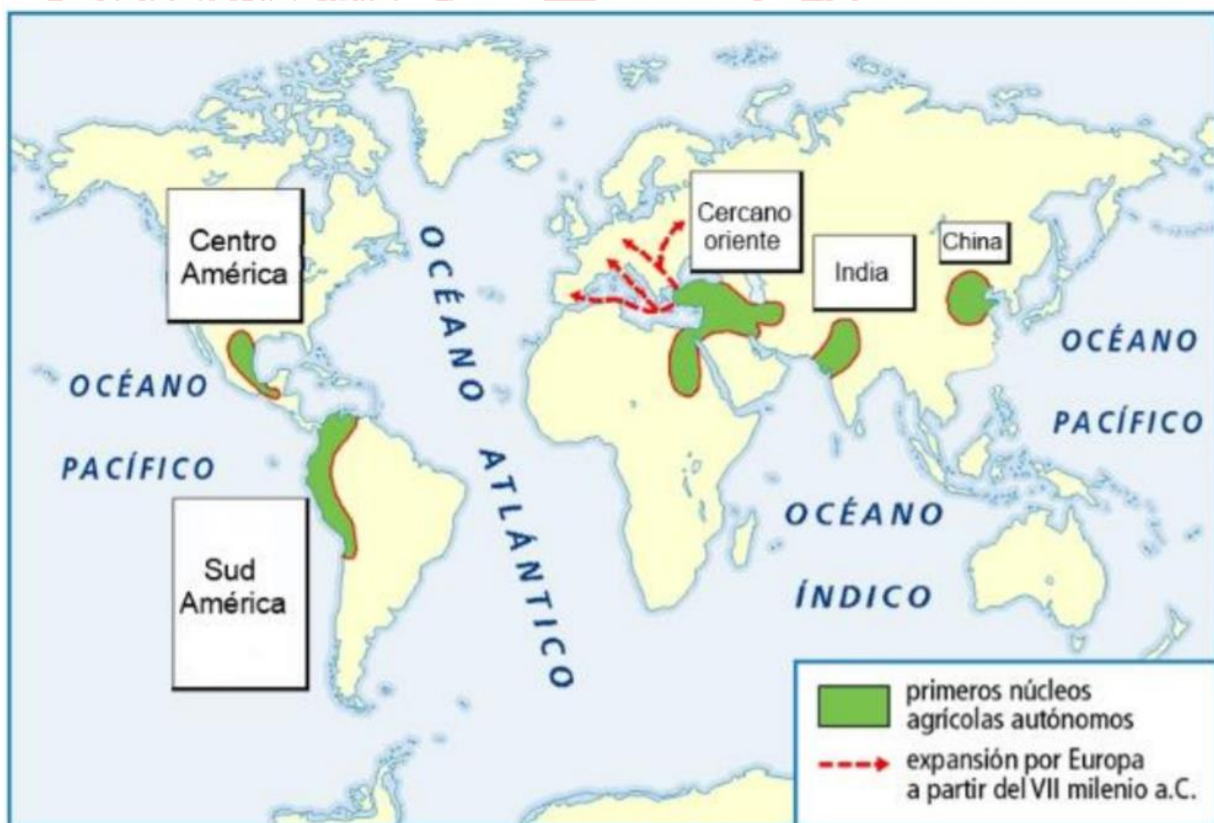 Centro
América
Cercano
oriente
India
China
OCÉANO
PACÍFICO
OCÉANO
ATLÁNTICO
OCÉANO
PACÍFICO
OCÉANO
ÍNDICO
Sud
América
primeros núcleos
agrícolas autónomos
expansión por Europa
a partir del VII milenio a.C.